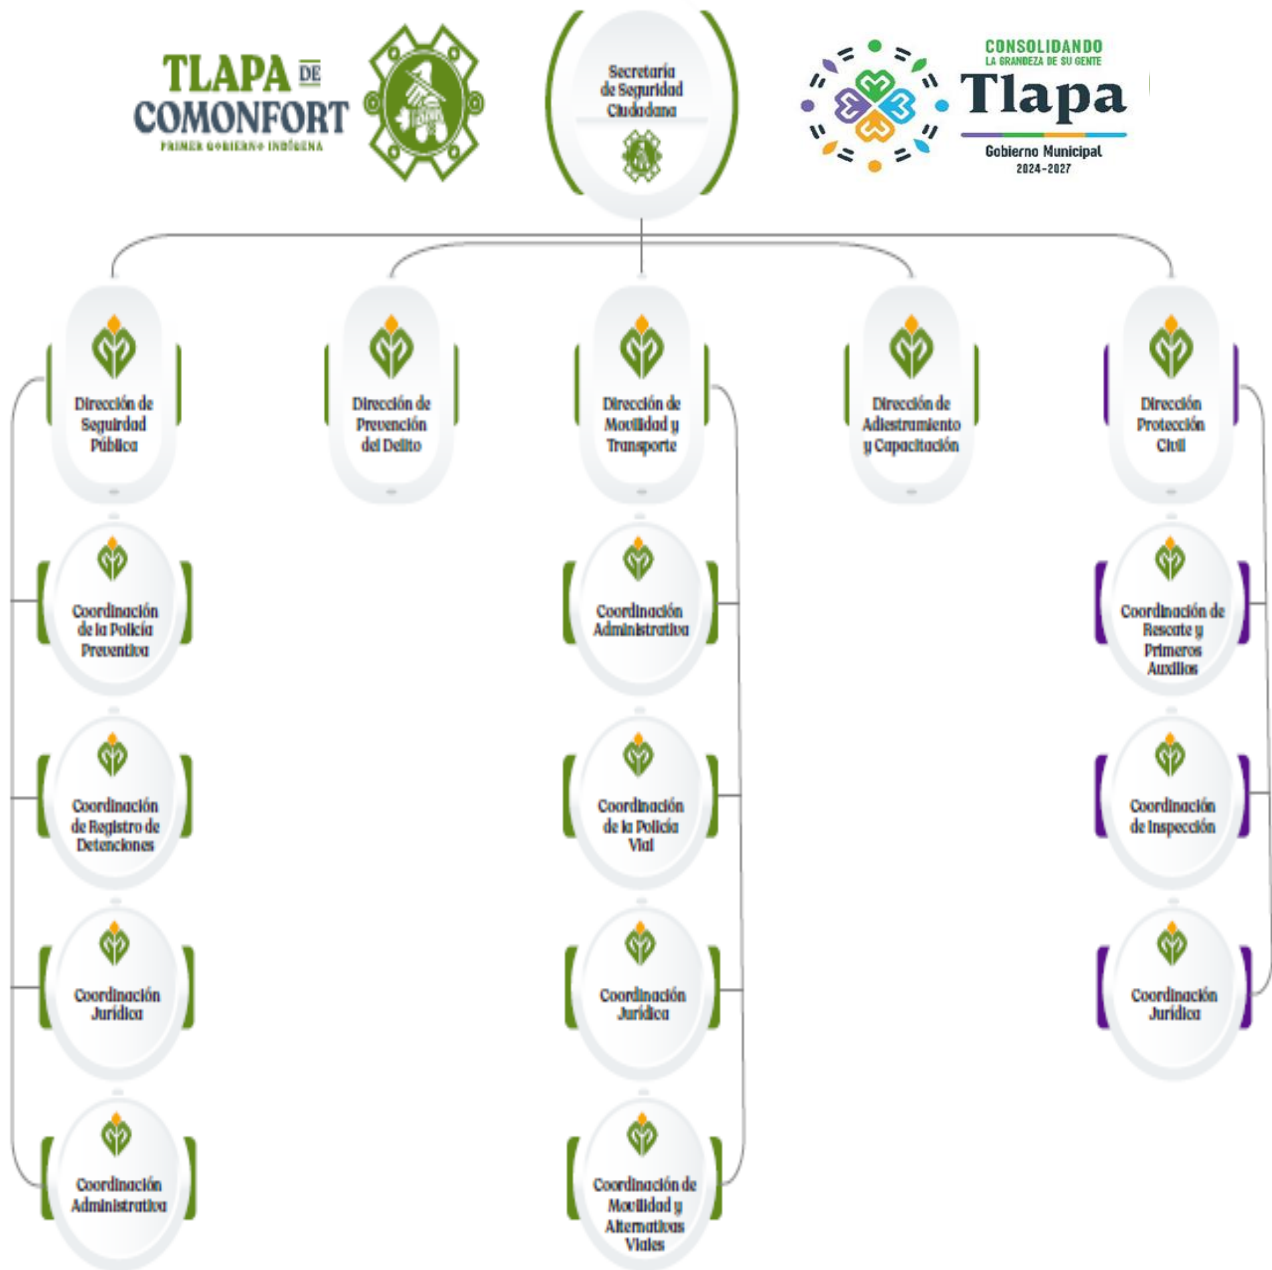 TLAPA DE
COMONFORT
PRIMER GOBIERNO INDÍGENA
Secretaría
de Seguridad
Ciudadana
CONSOLIDANDO
LA GRANDEZA DE SU GENTE
Tlapa
Gobierno Municipal
2024-2027
Dirección de
Seguirdad
Pública
Dirección de
Prevención
del Delito
Dirección de
Movilidad y
Transporte
Dirección de
Adiestramiento
y Capacitación
Dirección
Protección
Civil
Coordinación
de la Policía
Preventiva
Coordinación
Administrativa
Coordinación de
Rescate y
Primeros
Auxilios
Coordinación
de Registro de
Detenciones
Coordinación
de la Policía
Vial
Coordinación
de Inspección
Coordinación
Jurídica
Coordinación
Jurídica
Coordinación
Jurídica
Coordinación
Administrativa
Coordinación de
Movilidad y
Alternativas
Viales